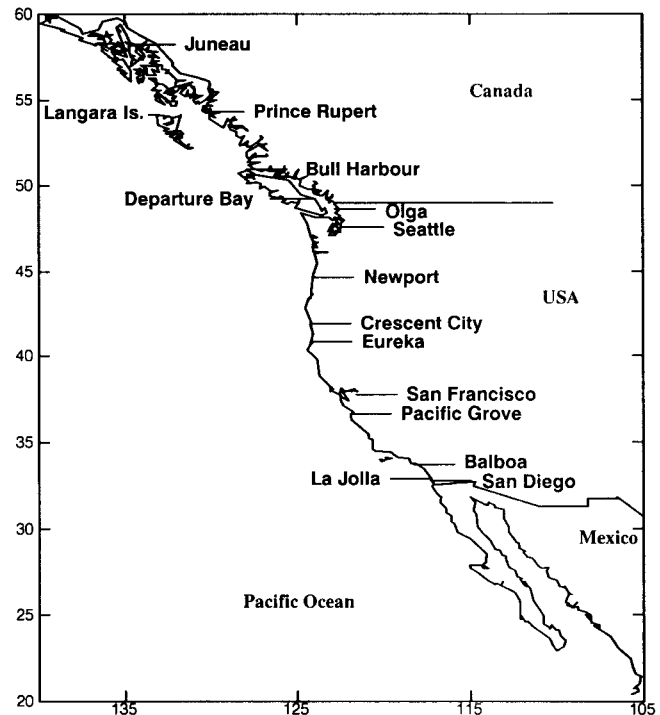 60
Juneau
Canada
55
Langara Is.
Prince Rupert
Bull Harbour
50
Departure Bay
Olga
Seattle
45
Newport
USA
Crescent City
Eureka
40
San Francisco
Pacific Grove
35
Balboa
La Jolla
San Diego
30
Mexico
Pacific Ocean
25
20
135
125
115
105